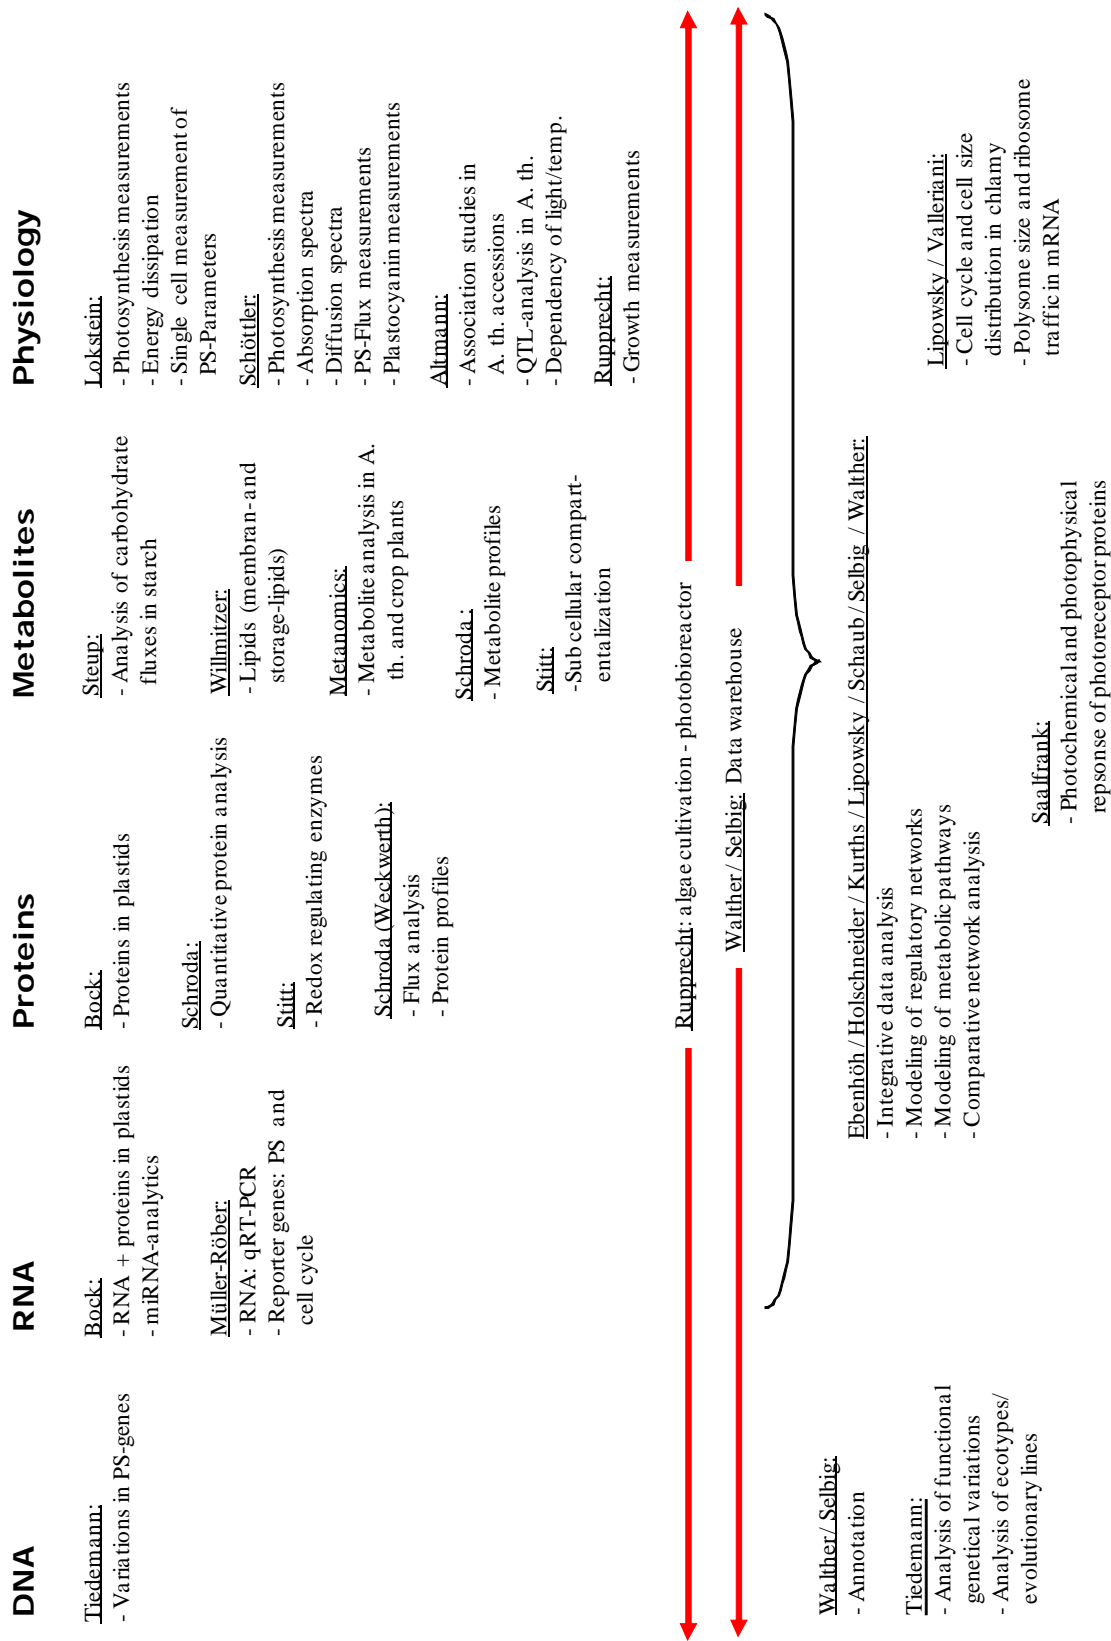 DNA
RNA
Proteins
Metabolites
Physiology
Tiedemann:
- Variations in PS-genes
Bock:
- RNA + proteins in plastids
- miRNA-analytics
Müller-Röber:
- RNA: qRT-PCR
- Reporter genes: PS and
cell cycle
Bock:
- Proteins in plastids
Schroda:
- Quantitative protein analysis
Stitt:
- Redox regulating enzymes
Schroda (Weckwerth):
- Flux analysis
- Protein profiles
Steup:
- Analysis of carbohydrate
fluxes in starch
Willmitzer:
- Lipids (membran- and
storage-lipids)
Metanomics:
- Metabolite analysis in A.
th. and crop plants
Schroda :
- Metabolite profiles
Stitt:
- Sub cellular compart-
entalization
Lokstein:
- Photosynthesis measurements
- Energy dissipation
- Single cell measurement of
PS-Parameters
Schöttler:
- Photosynthesis measurements
- Absorption spectra
- Diffusion spectra
- PS-Flux measurements
- Plastocyanin measurements
Altmann:
- Association studies in
A. th. accessions
- QTL-analysis in A. th.
- Dependency of light/temp.
Rupprecht:
- Growth measurements
Rupprecht: algae cultivation - photobioreactor
Walther / Selbig: Data warehouse
Walther / Selbig:
- Annotation
Tiedemann:
- Analysis of functional
genetical variations
- Analysis of ecotypes/
evolutionary lines
Ebenhöh / Holschneider / Kurths / Lipowsky / Schaub / Selbig / Walther:
- Integrative data analysis
- Modeling of regulatory networks
- Modeling of metabolic pathways
- Comparative network analysis
Saalfrank:
- Photochemical and photophysical
repsonse of photoreceptor proteins
Lipowsky / Valleriani:
- Cell cycle and cell size
distribution in chlamy
- Polysome size and ribosome
traffic in mRNA